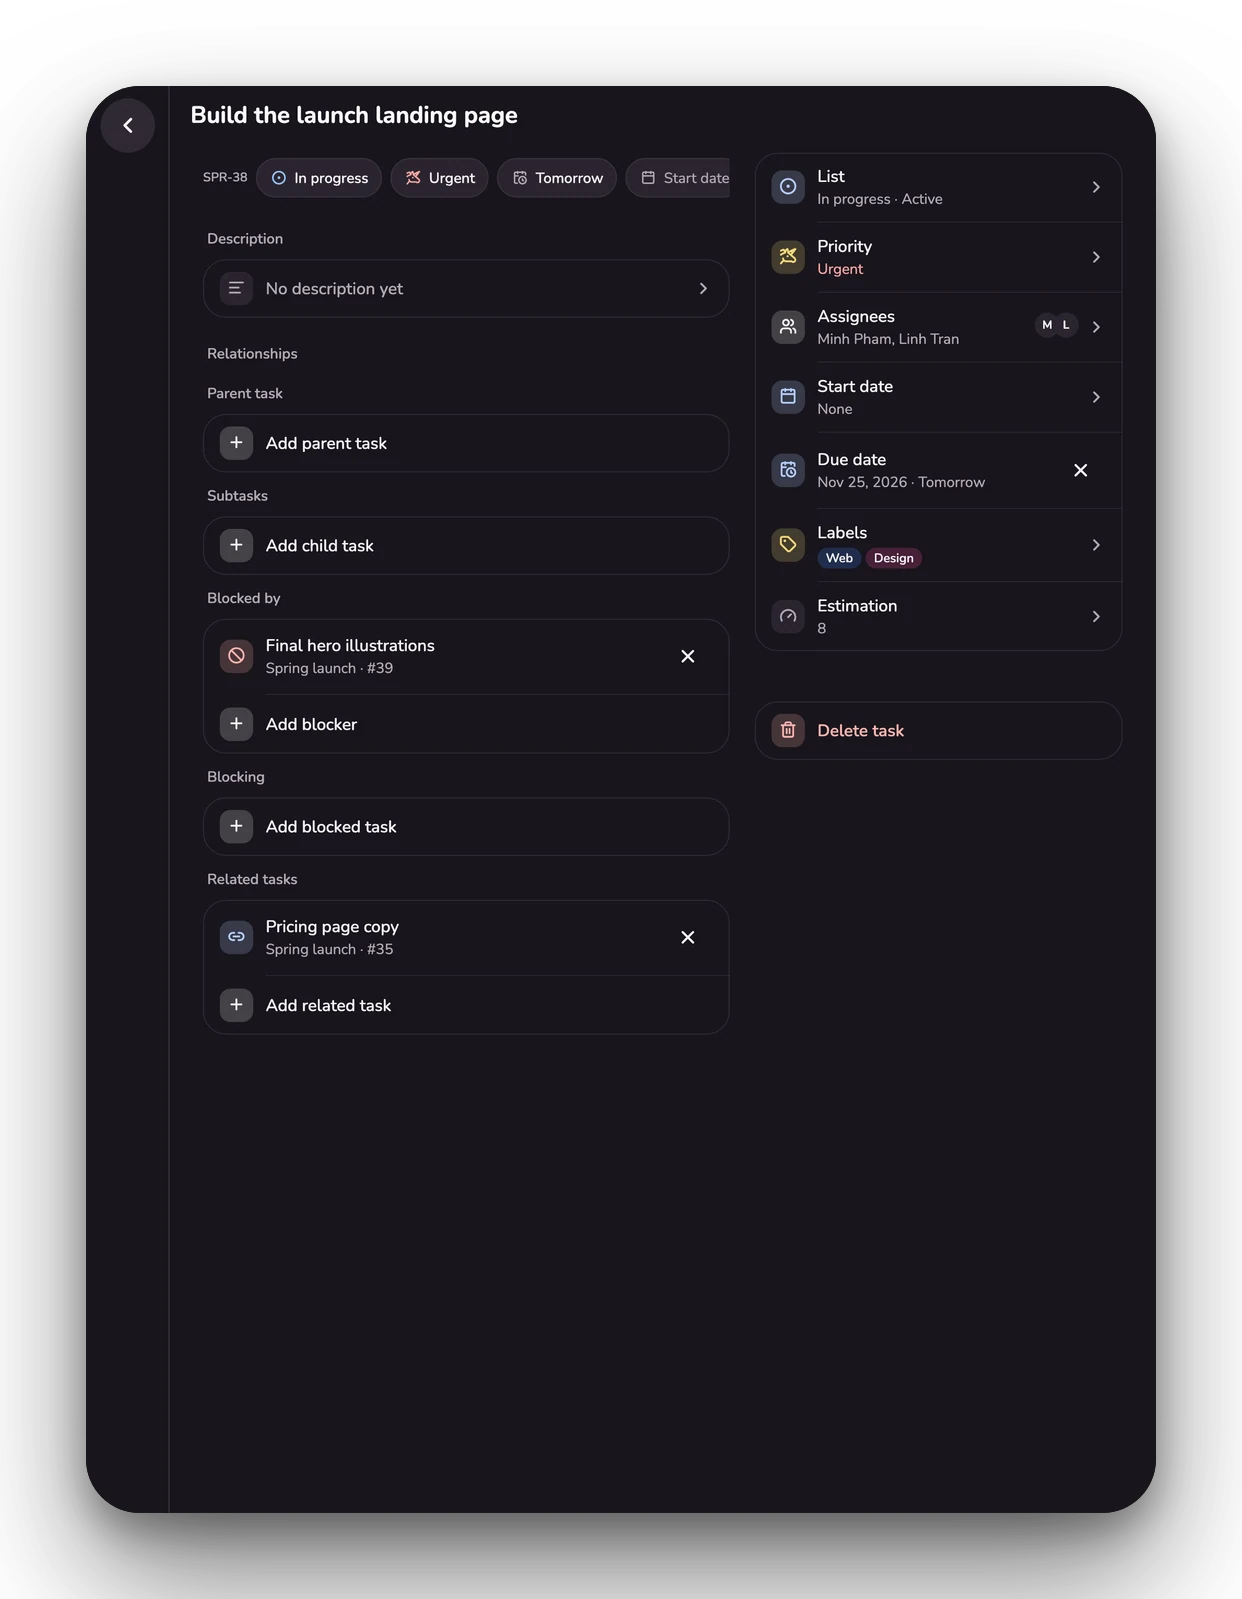 Build the launch landing page
SPR-38
In progress
Urgent
Tomorrow
Start date
Description
No description yet
Relationships
Parent task
Add parent task
Subtasks
Add child task
Blocked by
Final hero illustrations
Spring launch · #39
Add blocker
Blocking
Add blocked task
Related tasks
Pricing page copy
Spring launch · #35
Add related task
List
In progress · Active
Priority
Urgent
Assignees
Minh Pham, Linh Tran
M L
Start date
None
Due date
Nov 25, 2026 · Tomorrow
Labels
Web Design
Estimation
8
Delete task